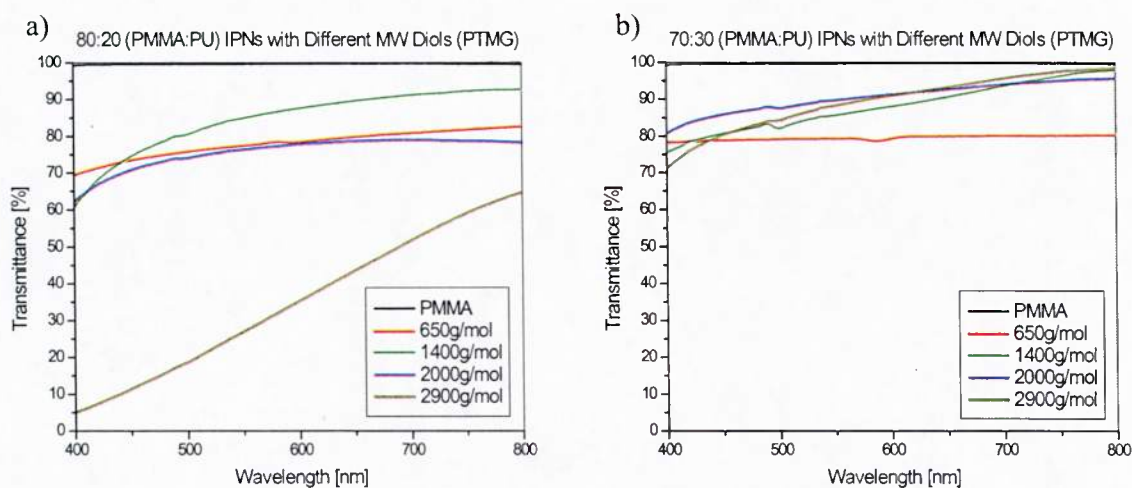 a)
80:20 (PMMA:PU) IPNs with Different MW Diols (PTMG)
100
90
80
70
60
50
40
30
20
10
0
Transmittance [%]
PMMA
650g/mol
1400g/mol
2000g/mol
2900g/mol
400 500 600 700 800
Wavelength [nm]
b)
70:30 (PMMA:PU) IPNs with Different MW Diols (PTMG)
100
90
80
70
60
50
40
30
20
10
0
Transmittance [%]
PMMA
650g/mol
1400g/mol
2000g/mol
2900g/mol
400 500 600 700 800
Wavelength [nm]